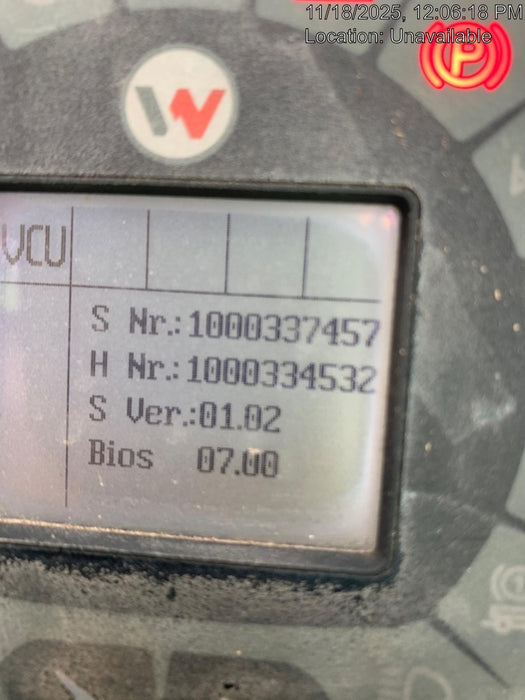 11/18/2025, 12:06:18 PM
Location: Unavailable
P
W
VCU
S Nr.:1000337457
H Nr.:1000334532
S Ver.:01.02
Bios 07.00